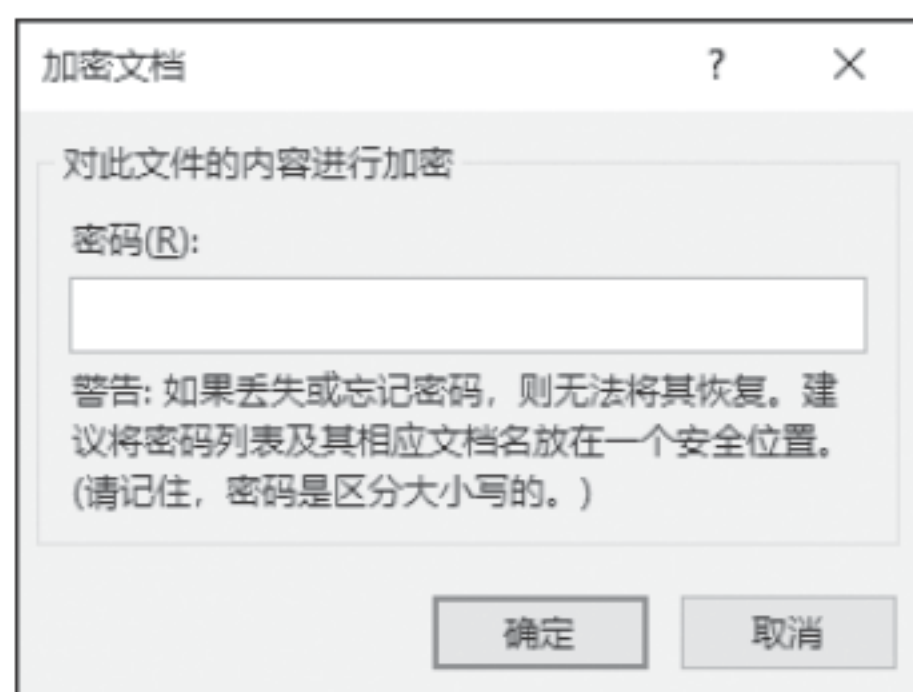 加密文档 ?
对此文件的内容进行加密
密码(R):
警告: 如果丢失或忘记密码，则无法将其恢复。建
议将密码列表及其相应文档名放在一个安全位置。
(请记住，密码是区分大小写的。)
确定 取消